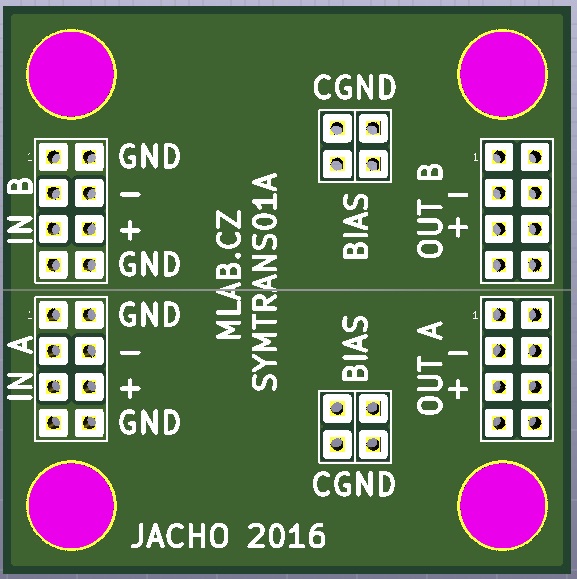 CGND
1
GND
1
IN B
-
+
GND
BIAS
OUT B
-
+
MLAB.CZ
SYMTRANS01A
1
GND
1
IN A
-
+
GND
BIAS
OUT A
-
+
CGND
JACHO 2016